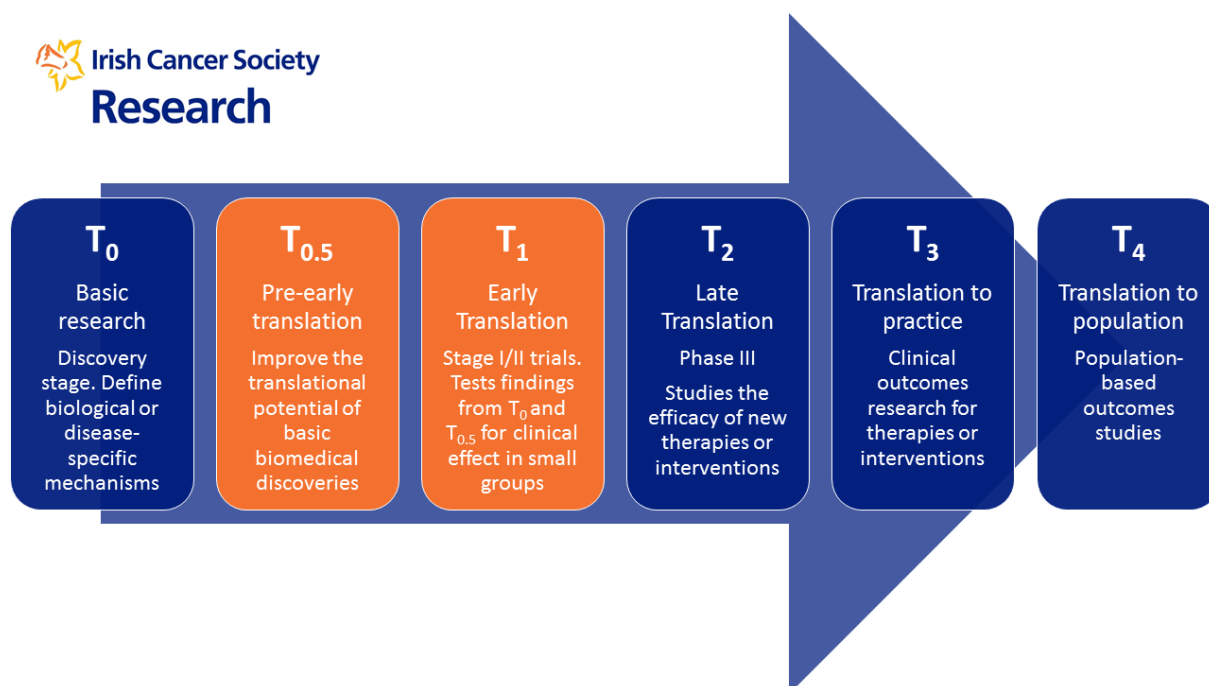 Irish Cancer Society
Research
T0
Basic
research
Discovery
stage. Define
biological or
disease-
specific
mechanisms
T0.5
Pre-early
translation
Improve the
translational
potential of
basic
biomedical
discoveries
T1
Early
Translation
Stage I/II trials.
Tests findings
from T0 and
T0.5 for clinical
effect in small
groups
T2
Late
Translation
Phase III
Studies the
efficacy of new
therapies or
interventions
T3
Translation to
practice
Clinical
outcomes
research for
therapies or
interventions
T4
Translation to
population
Population-
based
outcomes
studies